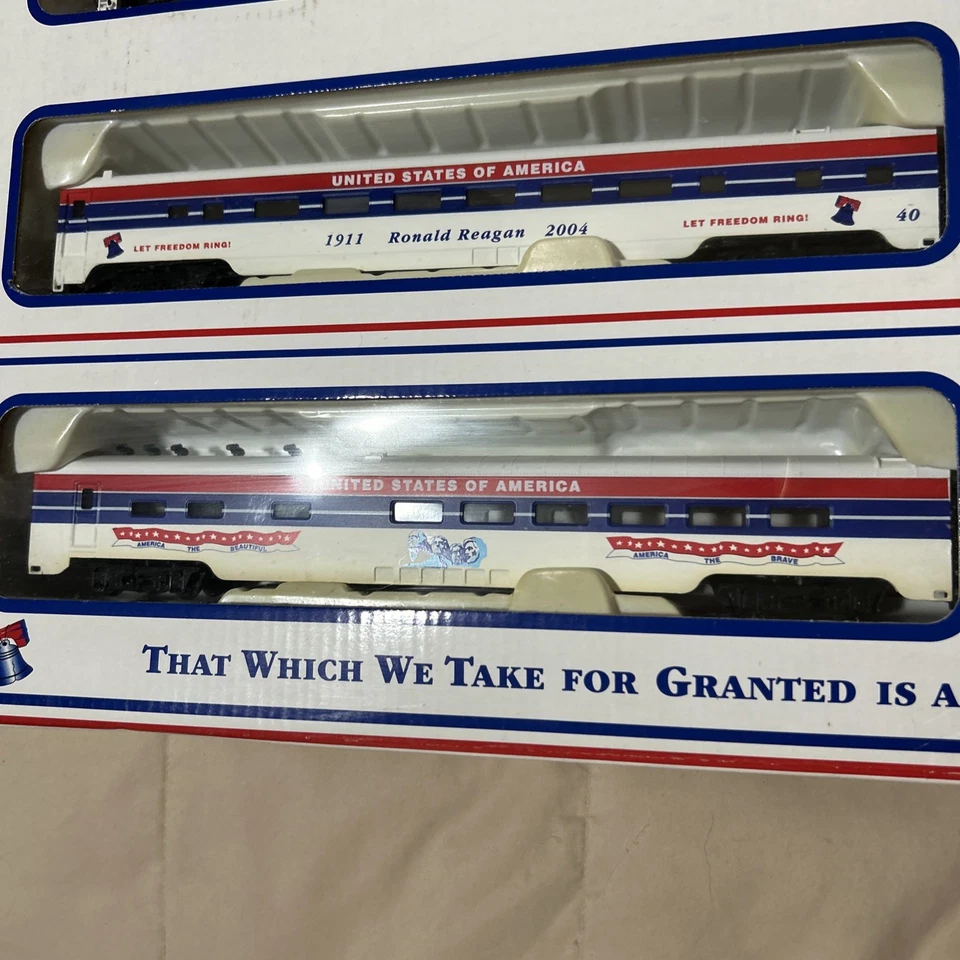 UNITED STATES OF AMERICA
LET FREEDOM RING!
1911 Ronald Reagan 2004
LET FREEDOM RING!
40
UNITED STATES OF AMERICA
AMERICA THE BEAUTIFUL
AMERICA THE BRAVE
THAT WHICH WE TAKE FOR GRANTED IS A